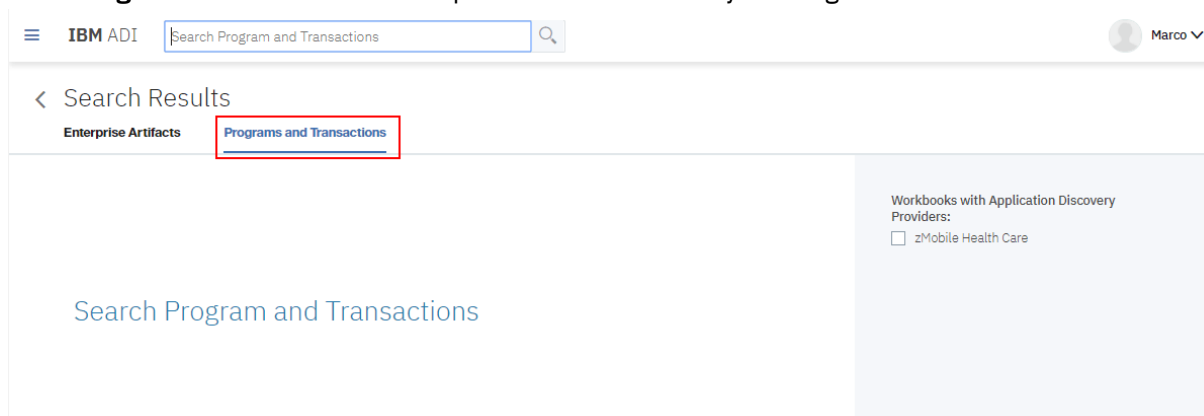 IBM ADI
Search Program and Transactions
Marco
Search Results
Enterprise Artifacts
Programs and Transactions
Workbooks with Application Discovery
Providers:
zMobile Health Care
Search Program and Transactions